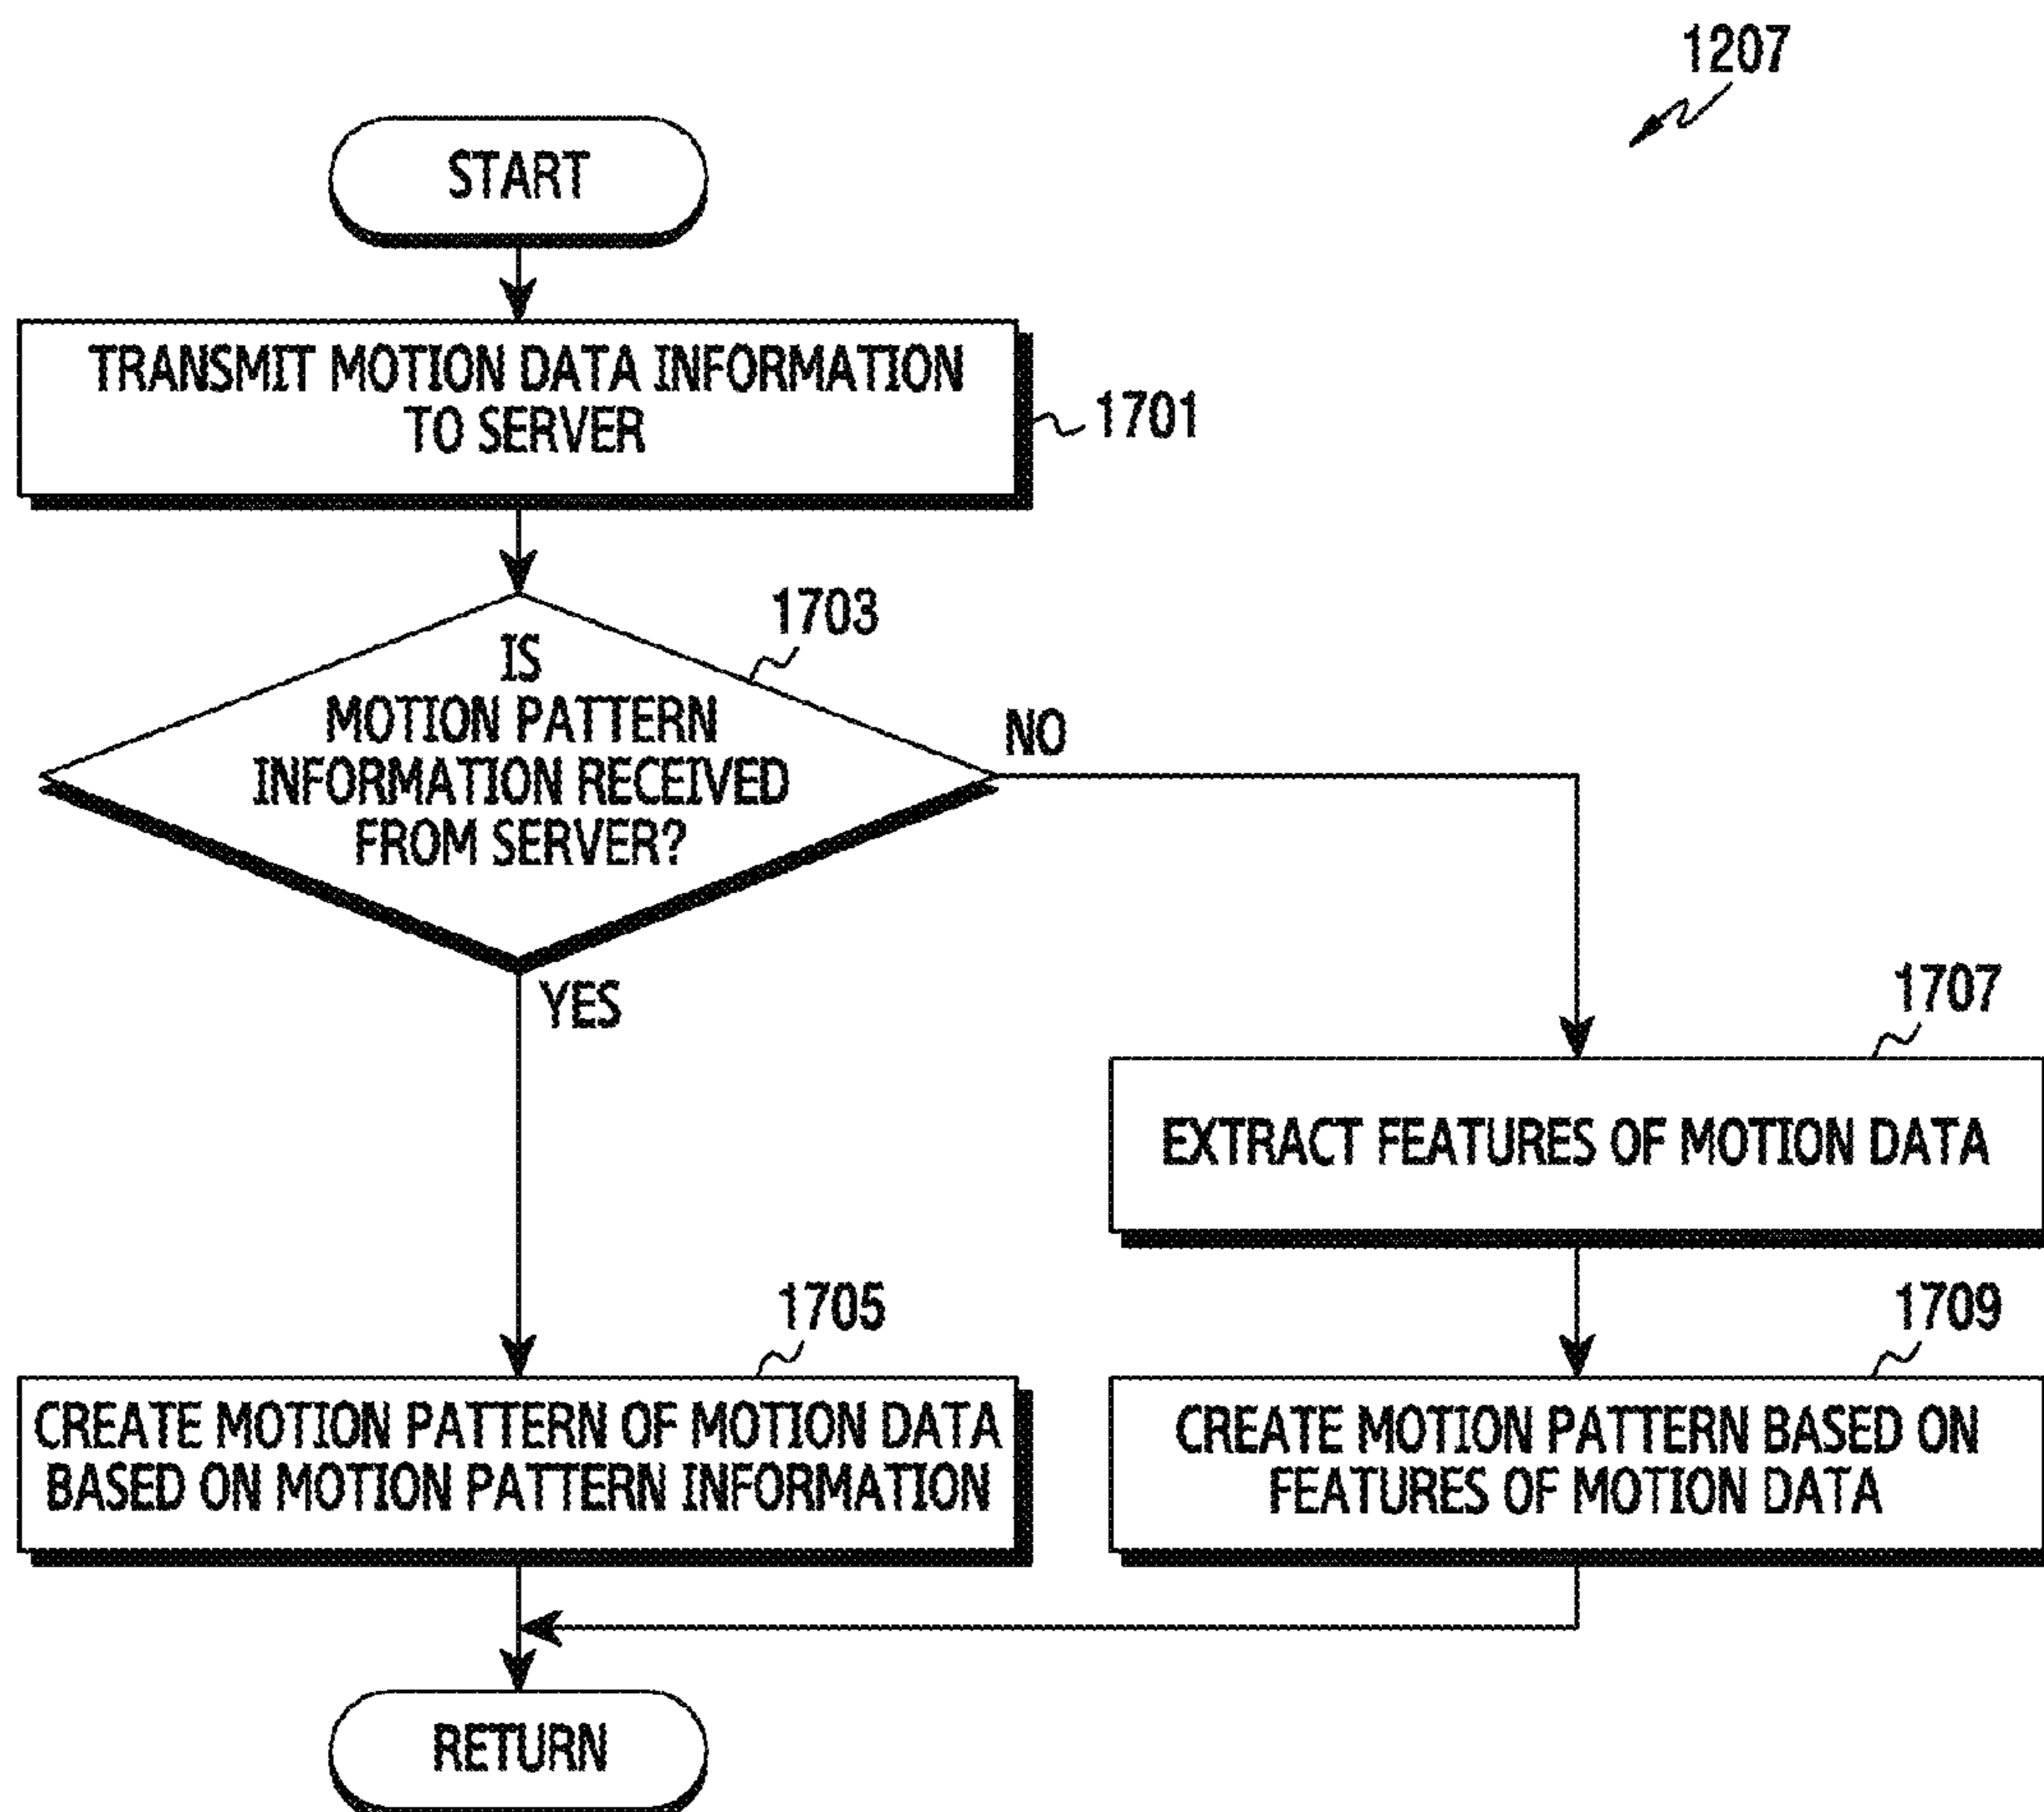 1207
START
TRANSMIT MOTION DATA INFORMATION
TO SERVER
1701
1703
IS
MOTION PATTERN
INFORMATION RECEIVED
FROM SERVER?
NO
YES
1707
EXTRACT FEATURES OF MOTION DATA
1705
CREATE MOTION PATTERN OF MOTION DATA
BASED ON MOTION PATTERN INFORMATION
1709
CREATE MOTION PATTERN BASED ON
FEATURES OF MOTION DATA
RETURN